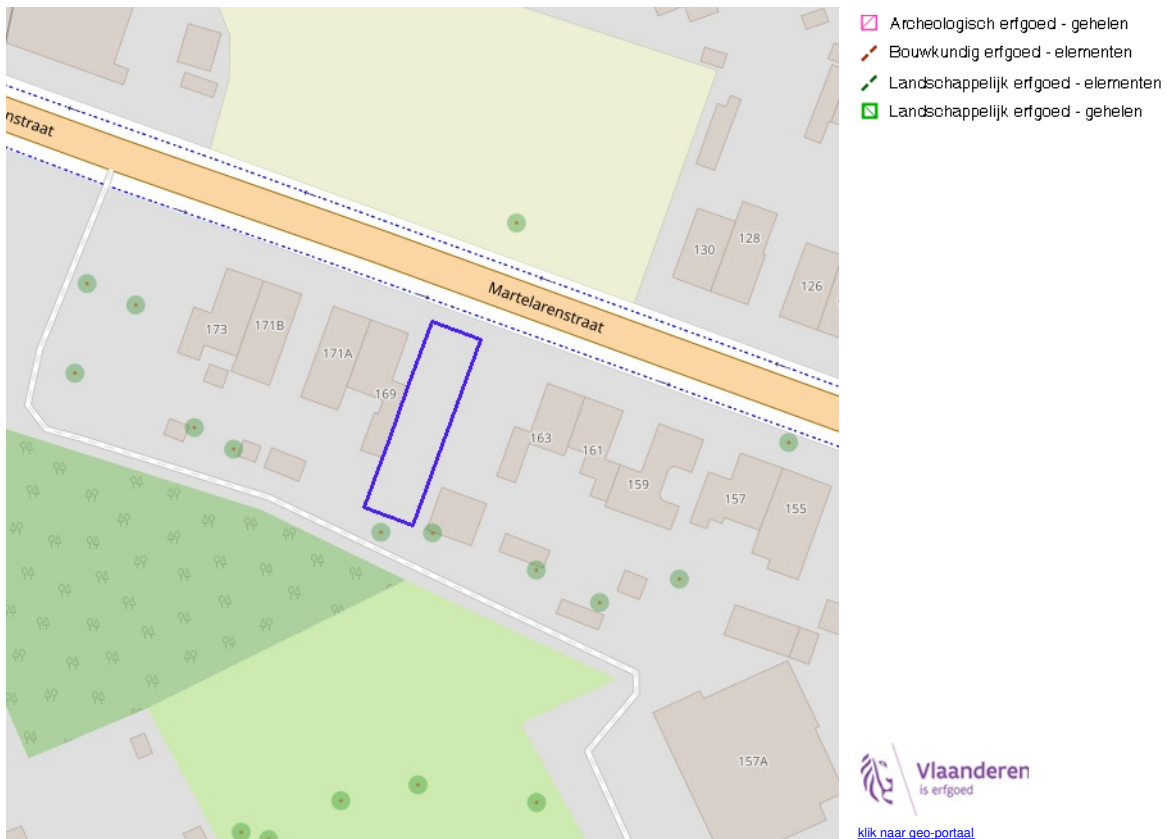 Archeologisch erfgoed - gehelen
Bouwkundig erfgoed - elementen
Landschappelijk erfgoed - elementen
Landschappelijk erfgoed - gehelen
nstraat
Martelarenstraat
130
128
126
173
171B
171A
169
163
161
159
157
155
157A
Vlaanderen
is erfgoed
klik naar geo-portaal